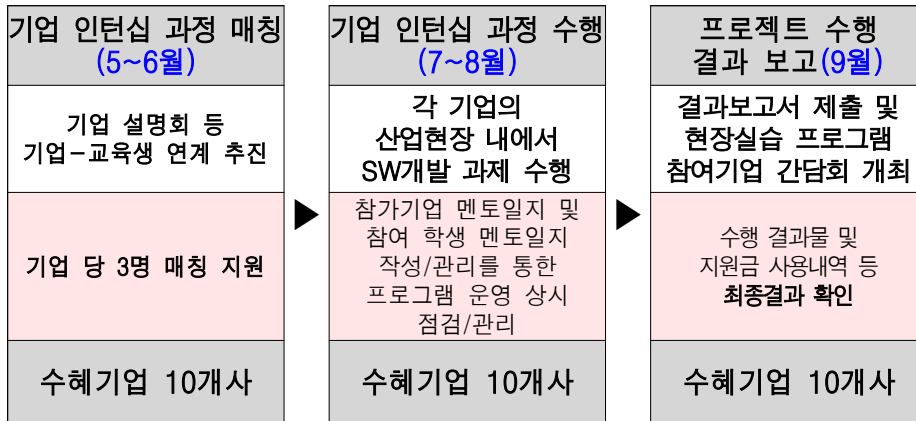 기업 인턴십 과정 매칭
(5~6월)
기업 설명회 등
기업-교육생 연계 추진
기업 당 3명 매칭 지원
수혜기업 10개사
▶
기업 인턴십 과정 수행
(7~8월)
각 기업의
산업현장 내에서
SW개발 과제 수행
참가기업 멘토일지 및
참여 학생 멘토일지
작성/관리를 통한
프로그램 운영 상시
점검/관리
수혜기업 10개사
▶
프로젝트 수행
결과 보고(9월)
결과보고서 제출 및
현장실습 프로그램
참여기업 간담회 개최
수행 결과물 및
지원금 사용내역 등
최종결과 확인
수혜기업 10개사